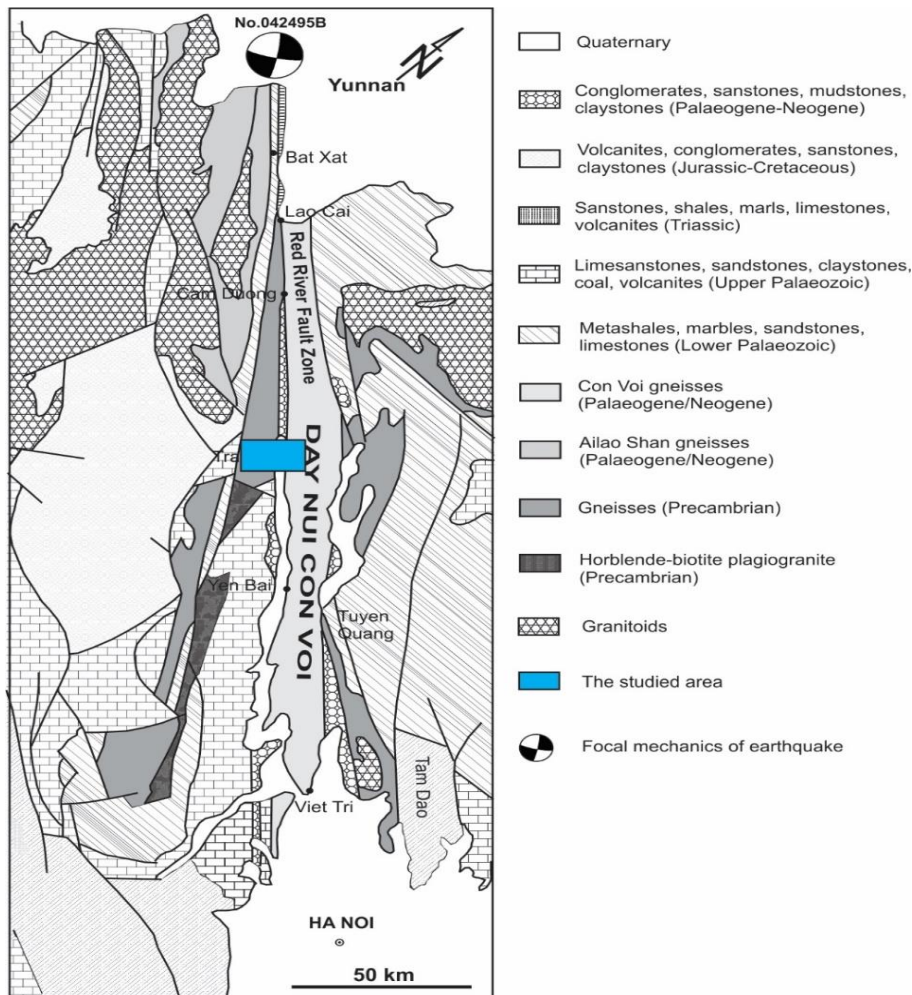 No.042495B
N
Yunnan
Bat Xat
Lao Cai
Red River Fault Zone
Cam Duong
DAY NUI CON VOI
Tra
Yen Bai
Tuyen
Quang
Viet Tri
Tam Dao
HA NOI
50 km
Quaternary
Conglomerates, sanstones, mudstones,
claystones (Palaeogene-Neogene)
Volcanites, conglomerates, sanstones,
claystones (Jurassic-Cretaceous)
Sanstones, shales, marls, limestones,
volcanites (Triassic)
Limesanstones, sandstones, claystones,
coal, volcanites (Upper Palaeozoic)
Metashales, marbles, sandstones,
limestones (Lower Palaeozoic)
Con Voi gneisses
(Palaeogene/Neogene)
Ailao Shan gneisses
(Palaeogene/Neogene)
Gneisses (Precambrian)
Horblende-biotite plagiogranite
(Precambrian)
Granitoids
The studied area
Focal mechanics of earthquake